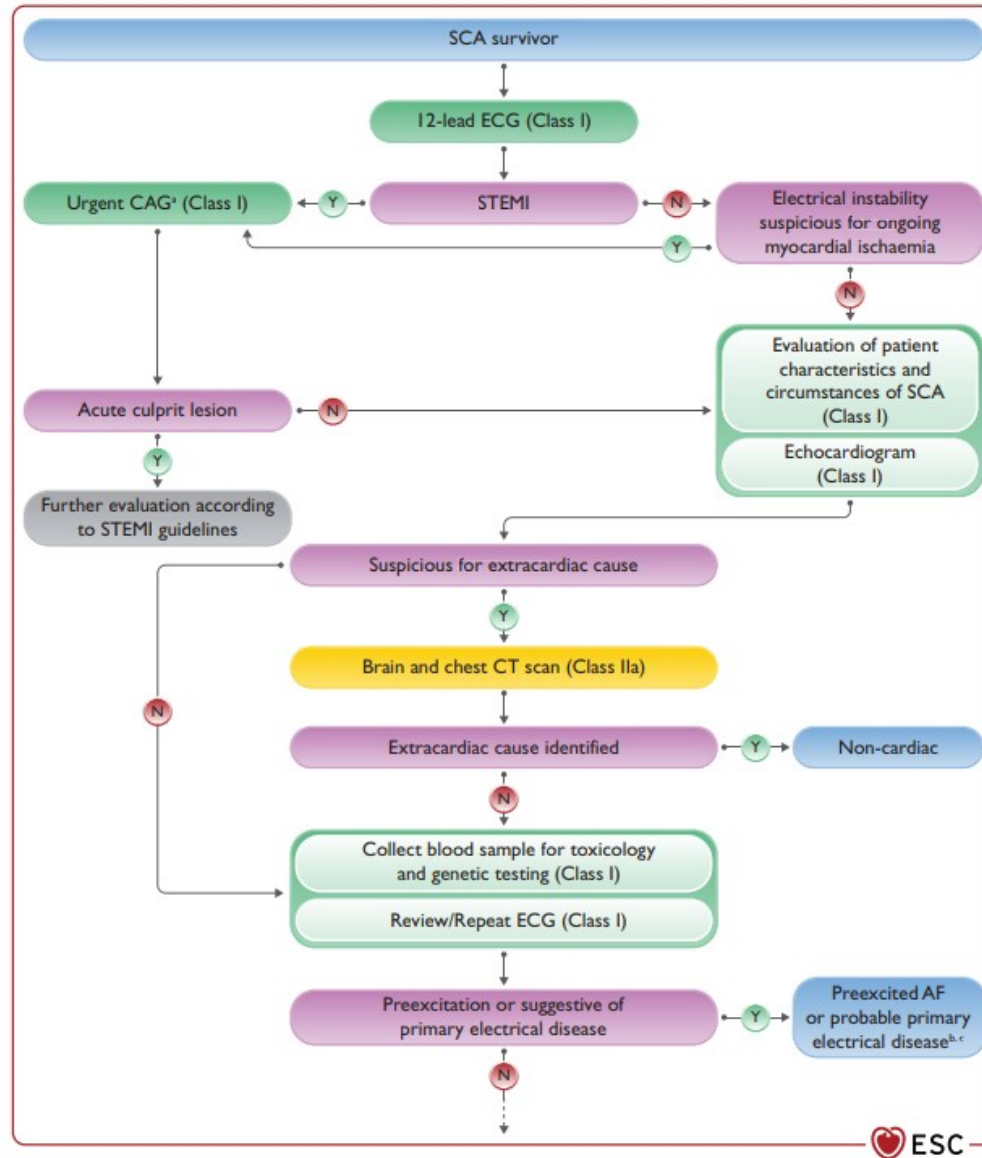 SCA survivor
12-lead ECG (Class I)
Urgent CAGᵃ (Class I)
Y
STEMI
N
Electrical instability
suspicious for ongoing
myocardial ischaemia
Y
N
Evaluation of patient
characteristics and
circumstances of SCA
(Class I)
Echocardiogram
(Class I)
Acute culprit lesion
N
Y
Further evaluation according
to STEMI guidelines
Suspicious for extracardiac cause
Y
Brain and chest CT scan (Class IIa)
N
Extracardiac cause identified
Y
Non-cardiac
N
Collect blood sample for toxicology
and genetic testing (Class I)
Review/Repeat ECG (Class I)
Preexcitation or suggestive of
primary electrical disease
Y
Preexcited AF
or probable primary
electrical diseaseᵇ,ᶜ
N
ESC